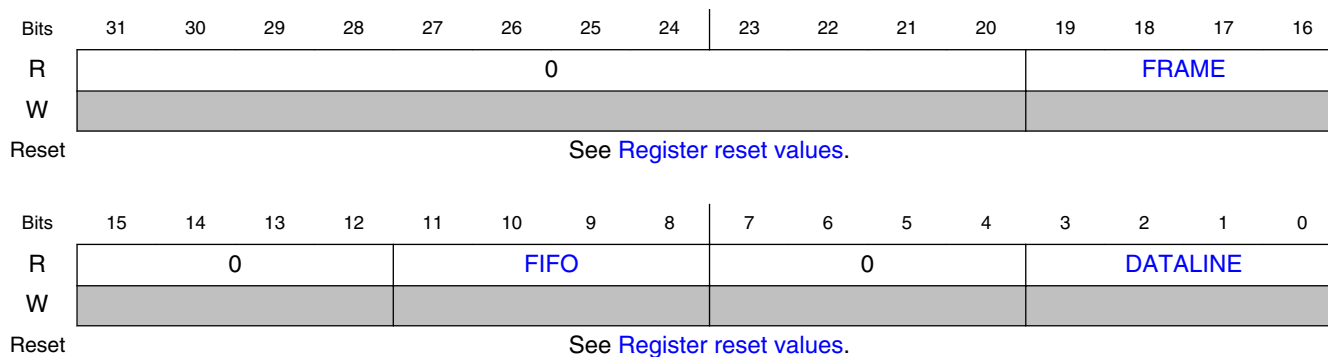 Bits 31 30 29 28 27 26 25 24 23 22 21 20 19 18 17 16
R 0 FRAME
W
Reset See Register reset values.
Bits 15 14 13 12 11 10 9 8 7 6 5 4 3 2 1 0
R 0 FIFO 0 DATALINE
W
Reset See Register reset values.